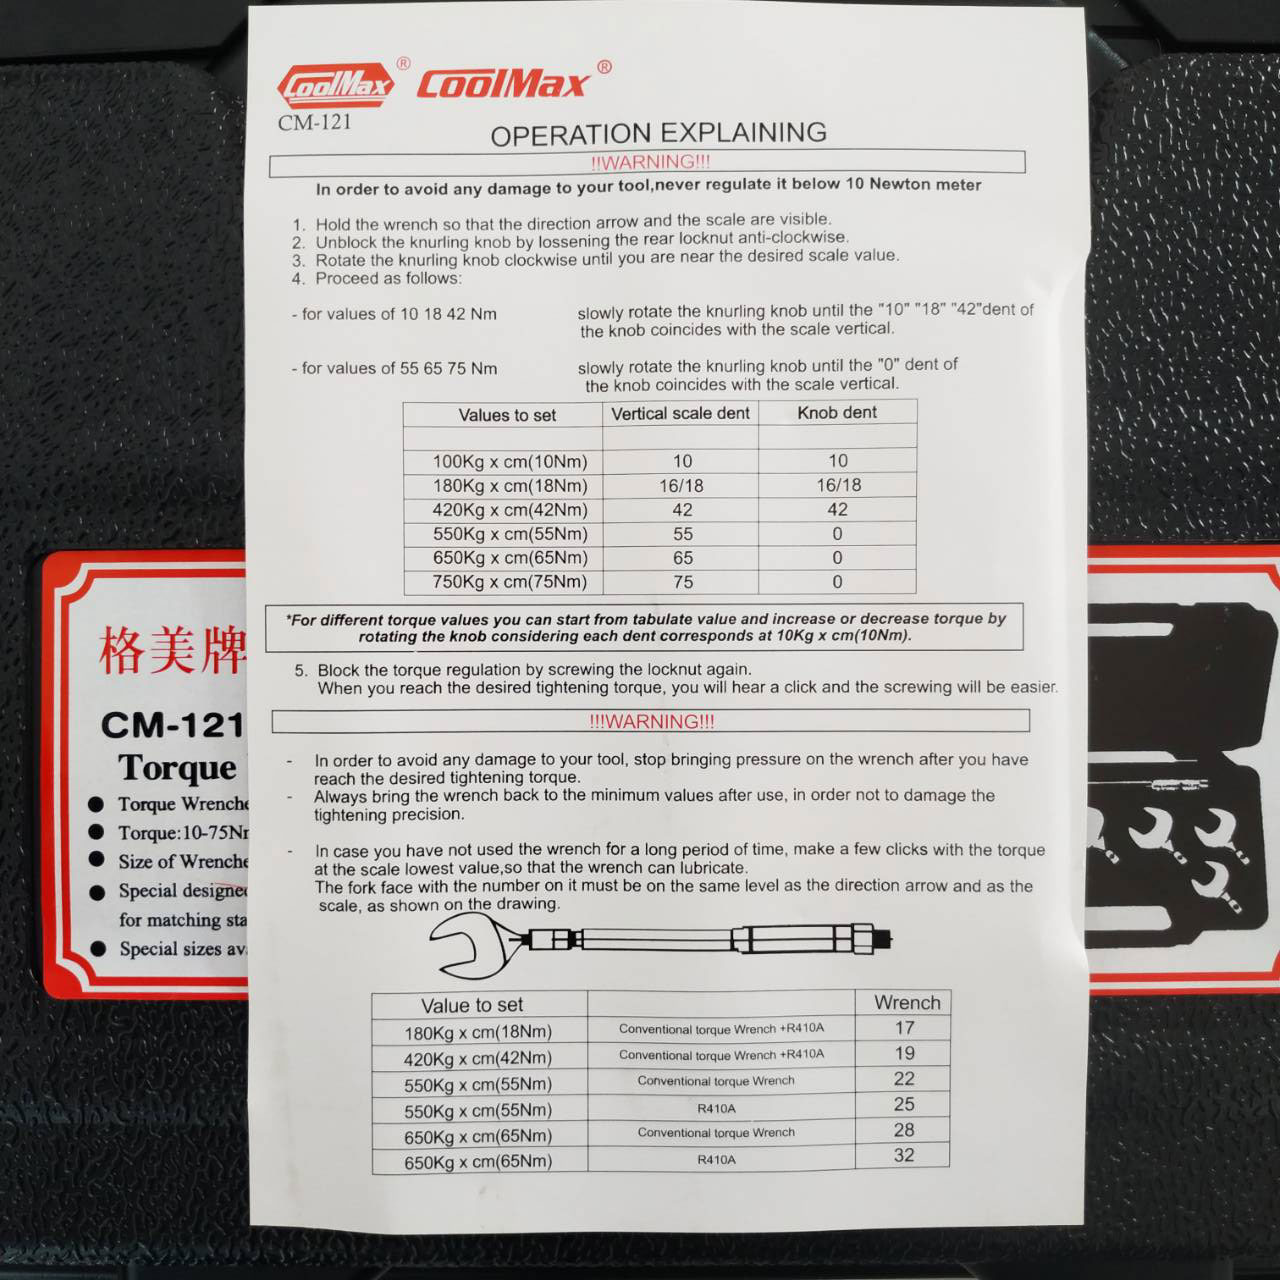 CoolMax ® CoolMax ®
CM-121
OPERATION EXPLAINING
!!WARNING!!!
In order to avoid any damage to your tool,never regulate it below 10 Newton meter
1. Hold the wrench so that the direction arrow and the scale are visible.
2. Unblock the knurling knob by lossening the rear locknut anti-clockwise.
3. Rotate the knurling knob clockwise until you are near the desired scale value.
4. Proceed as follows:
- for values of 10 18 42 Nm slowly rotate the knurling knob until the "10" "18" "42"dent of
the knob coincides with the scale vertical.
- for values of 55 65 75 Nm slowly rotate the knurling knob until the "0" dent of
the knob coincides with the scale vertical.
Values to set Vertical scale dent Knob dent
100Kg x cm(10Nm) 10 10
180Kg x cm(18Nm) 16/18 16/18
420Kg x cm(42Nm) 42 42
550Kg x cm(55Nm) 55 0
650Kg x cm(65Nm) 65 0
750Kg x cm(75Nm) 75 0
*For different torque values you can start from tabulate value and increase or decrease torque by
rotating the knob considering each dent corresponds at 10Kg x cm(10Nm).
5. Block the torque regulation by screwing the locknut again.
When you reach the desired tightening torque, you will hear a click and the screwing will be easier.
!!!WARNING!!!
- In order to avoid any damage to your tool, stop bringing pressure on the wrench after you have
reach the desired tightening torque.
- Always bring the wrench back to the minimum values after use, in order not to damage the
tightening precision.
- In case you have not used the wrench for a long period of time, make a few clicks with the torque
at the scale lowest value,so that the wrench can lubricate.
The fork face with the number on it must be on the same level as the direction arrow and as the
scale, as shown on the drawing.
Value to set Wrench
180Kg x cm(18Nm) Conventional torque Wrench +R410A 17
420Kg x cm(42Nm) Conventional torque Wrench +R410A 19
550Kg x cm(55Nm) Conventional torque Wrench 22
550Kg x cm(55Nm) R410A 25
650Kg x cm(65Nm) Conventional torque Wrench 28
650Kg x cm(65Nm) R410A 32
格美牌
CM-121
Torque
● Torque Wrenche
● Torque:10-75N
● Size of Wrenche
● Special designe
for matching sta
● Special sizes av